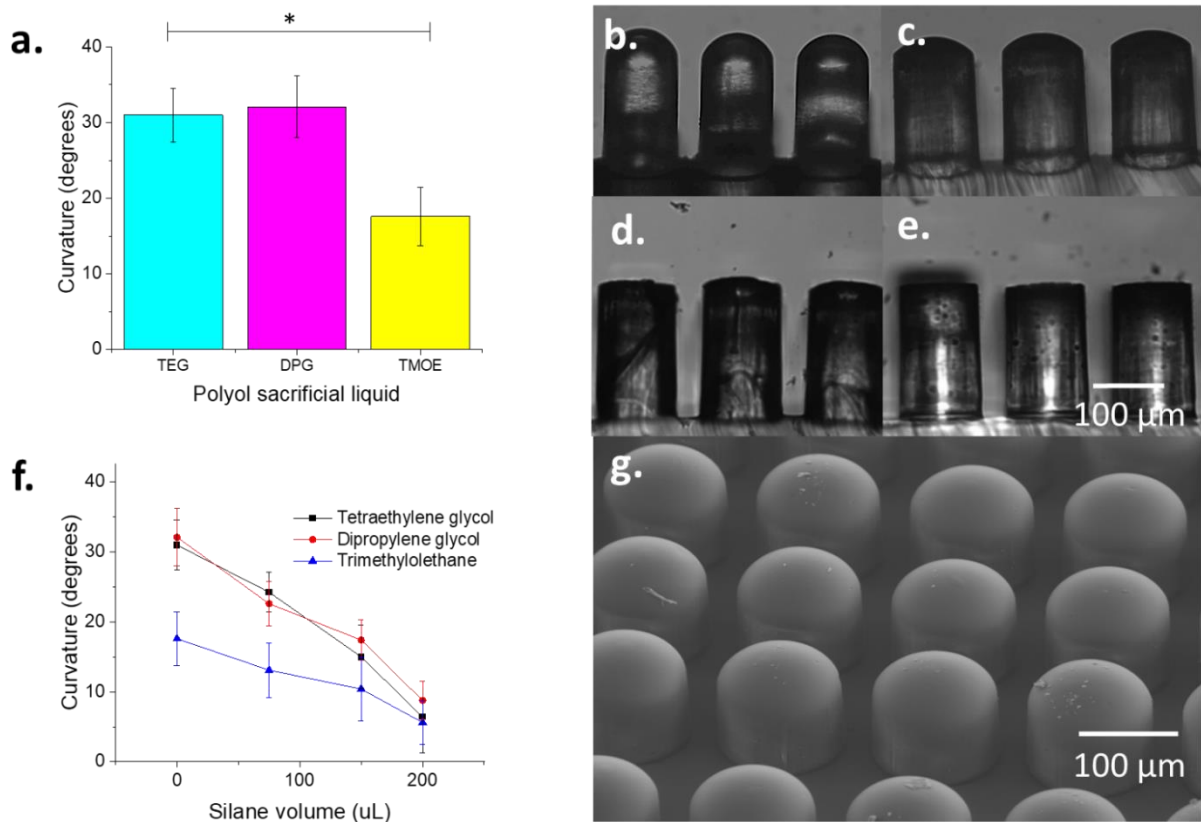 a.
*
40
30
20
10
0
Curvature (degrees)
TEG DPG TMOE
Polyol sacrificial liquid
b.
c.
d.
e.
100 μm
f.
40
30
20
10
0
Curvature (degrees)
Tetraethylene glycol
Dipropylene glycol
Trimethylolethane
0 100 200
Silane volume (uL)
g.
100 μm